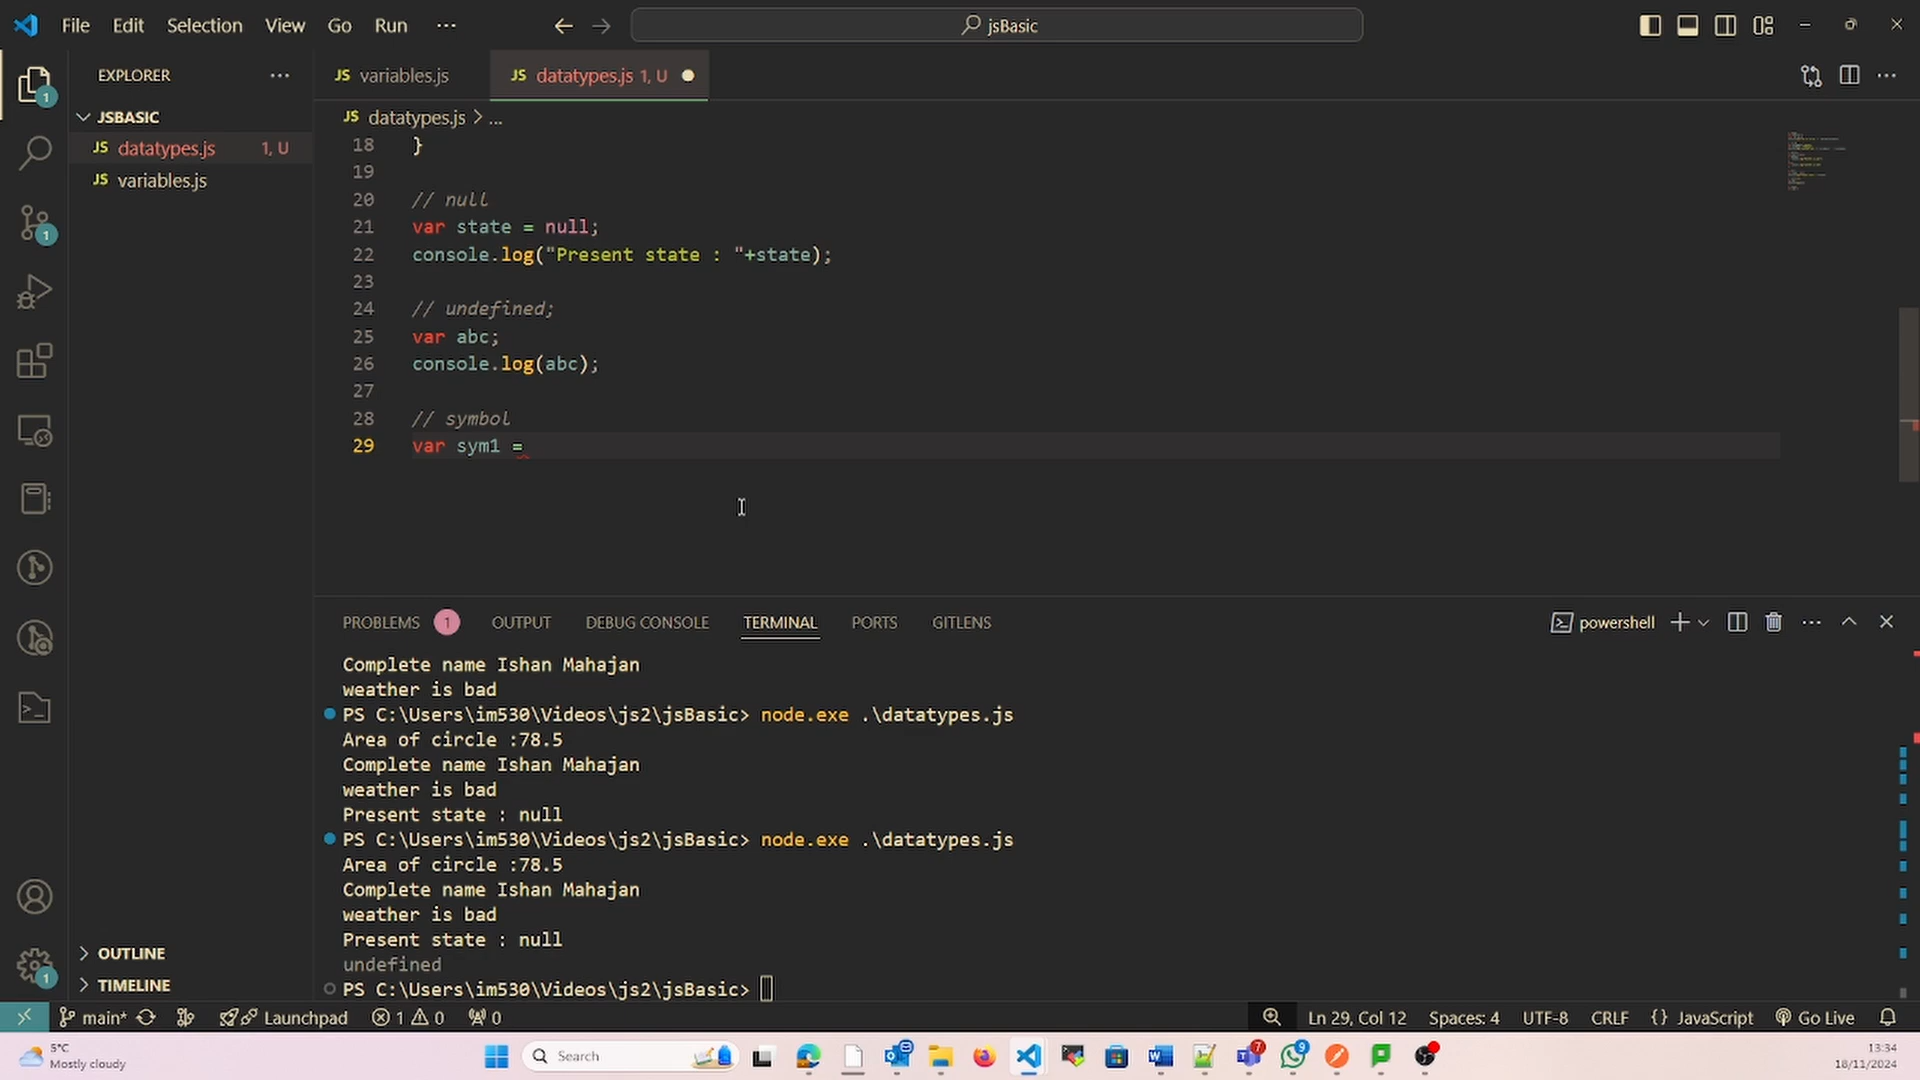 File Edit Selection View Go Run ···
jsBasic
EXPLORER
JSBASIC
JS datatypes.js 1, U
JS variables.js
OUTLINE
TIMELINE
JS variables.js
JS datatypes.js 1, U
JS datatypes.js > ...
18 }
19
20 // null
21 var state = null;
22 console.log("Present state : "+state);
23
24 // undefined;
25 var abc;
26 console.log(abc);
27
28 // symbol
29 var sym1 =
PROBLEMS 1 OUTPUT DEBUG CONSOLE TERMINAL PORTS GITLENS
powershell
Complete name Ishan Mahajan
weather is bad
PS C:\Users\im530\Videos\js2\jsBasic> node.exe .\datatypes.js
Area of circle :78.5
Complete name Ishan Mahajan
weather is bad
Present state : null
PS C:\Users\im530\Videos\js2\jsBasic> node.exe .\datatypes.js
Area of circle :78.5
Complete name Ishan Mahajan
weather is bad
Present state : null
undefined
PS C:\Users\im530\Videos\js2\jsBasic>
main* Launchpad 1 0 0 Ln 29, Col 12 Spaces: 4 UTF-8 CRLF {} JavaScript Go Live
5°C
Mostly cloudy
Search
13:34
18/11/2024